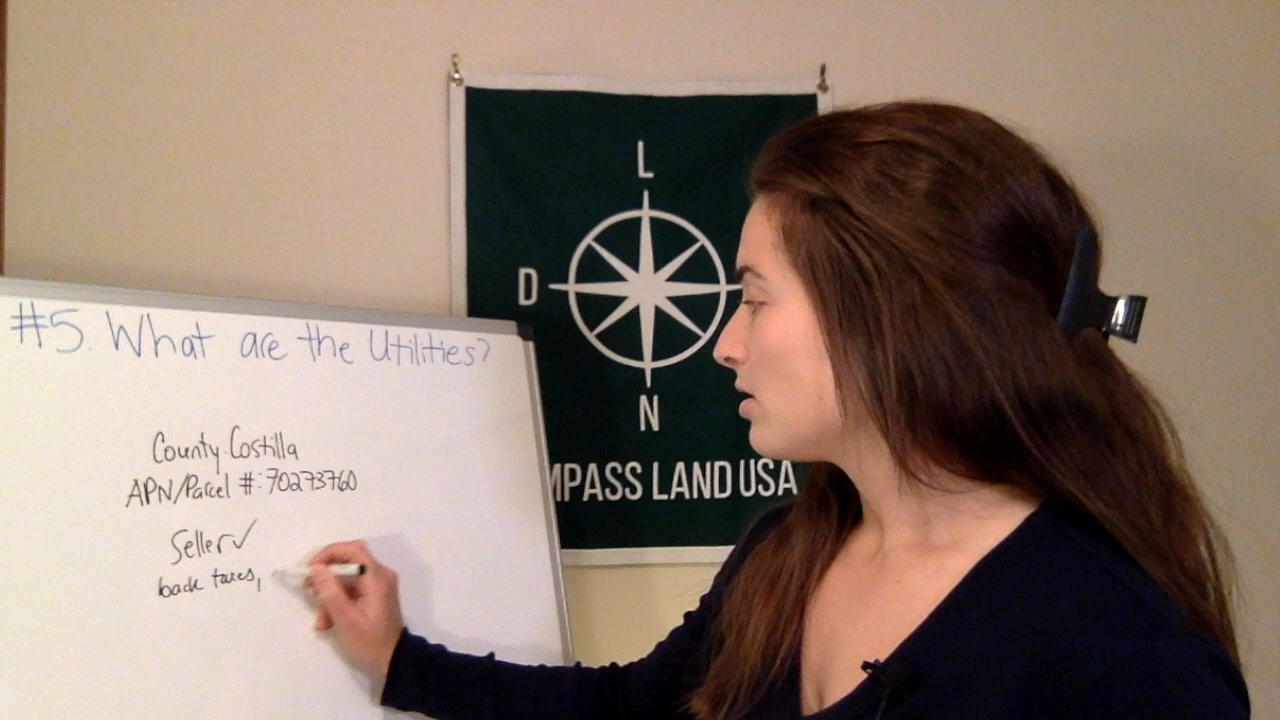 #5. What are the Utilities?
County: Costilla
APN/Parcel #: 70273760
Seller✓
back taxes,
L
D
N
MPASS LAND USA